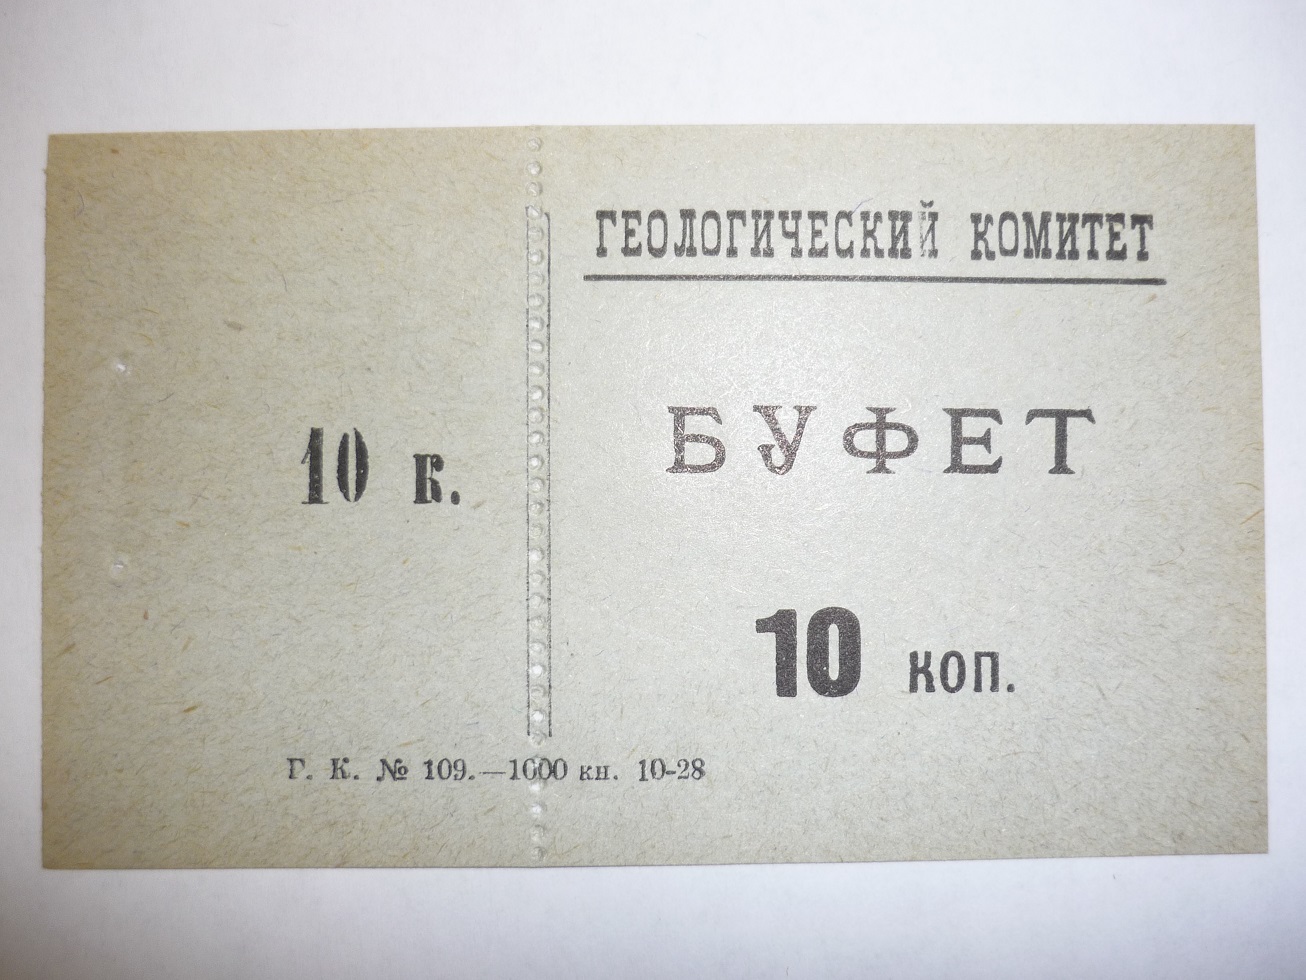 ГЕОЛОГИЧЕСКИЙ КОМИТЕТ
БУФЕТ
10 к.
10 коп.
Г. К. № 109.—1000 кн. 10-28